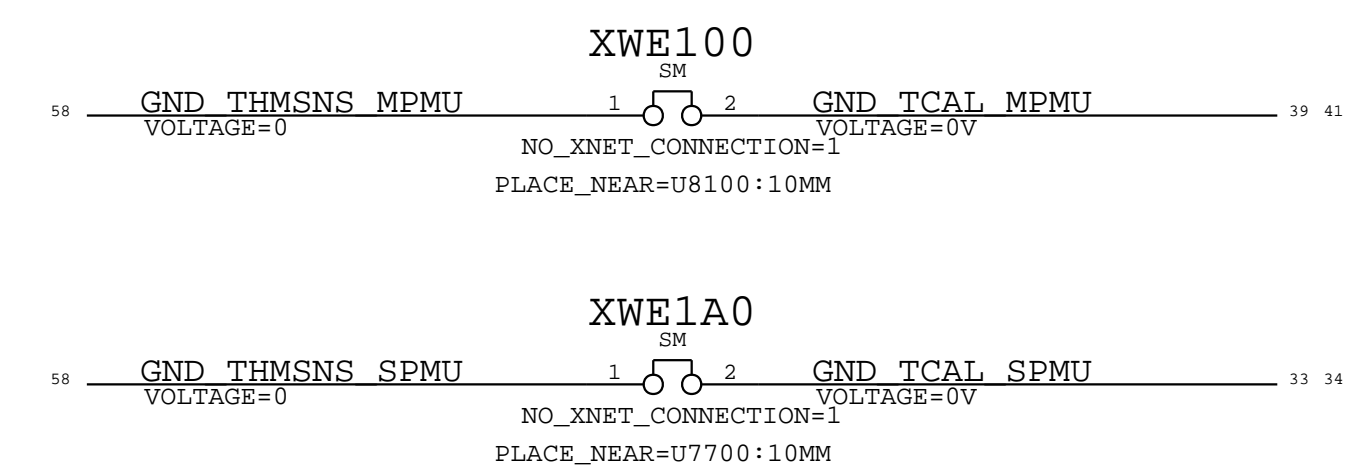 XWE100
SM
58 GND_THMSNS_MPMU 1 2 GND_TCAL_MPMU 39 41
VOLTAGE=0 VOLTAGE=0V
NO_XNET_CONNECTION=1
PLACE_NEAR=U8100:10MM
XWE1A0
SM
58 GND_THMSNS_SPMU 1 2 GND_TCAL_SPMU 33 34
VOLTAGE=0 VOLTAGE=0V
NO_XNET_CONNECTION=1
PLACE_NEAR=U7700:10MM